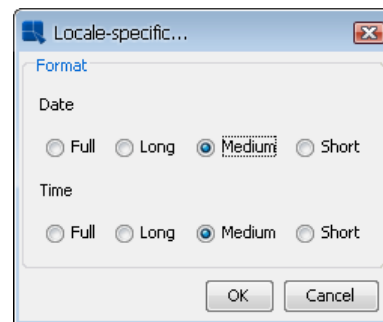 Locale-specific...
Format
Date
Full Long Medium Short
Time
Full Long Medium Short
OK Cancel